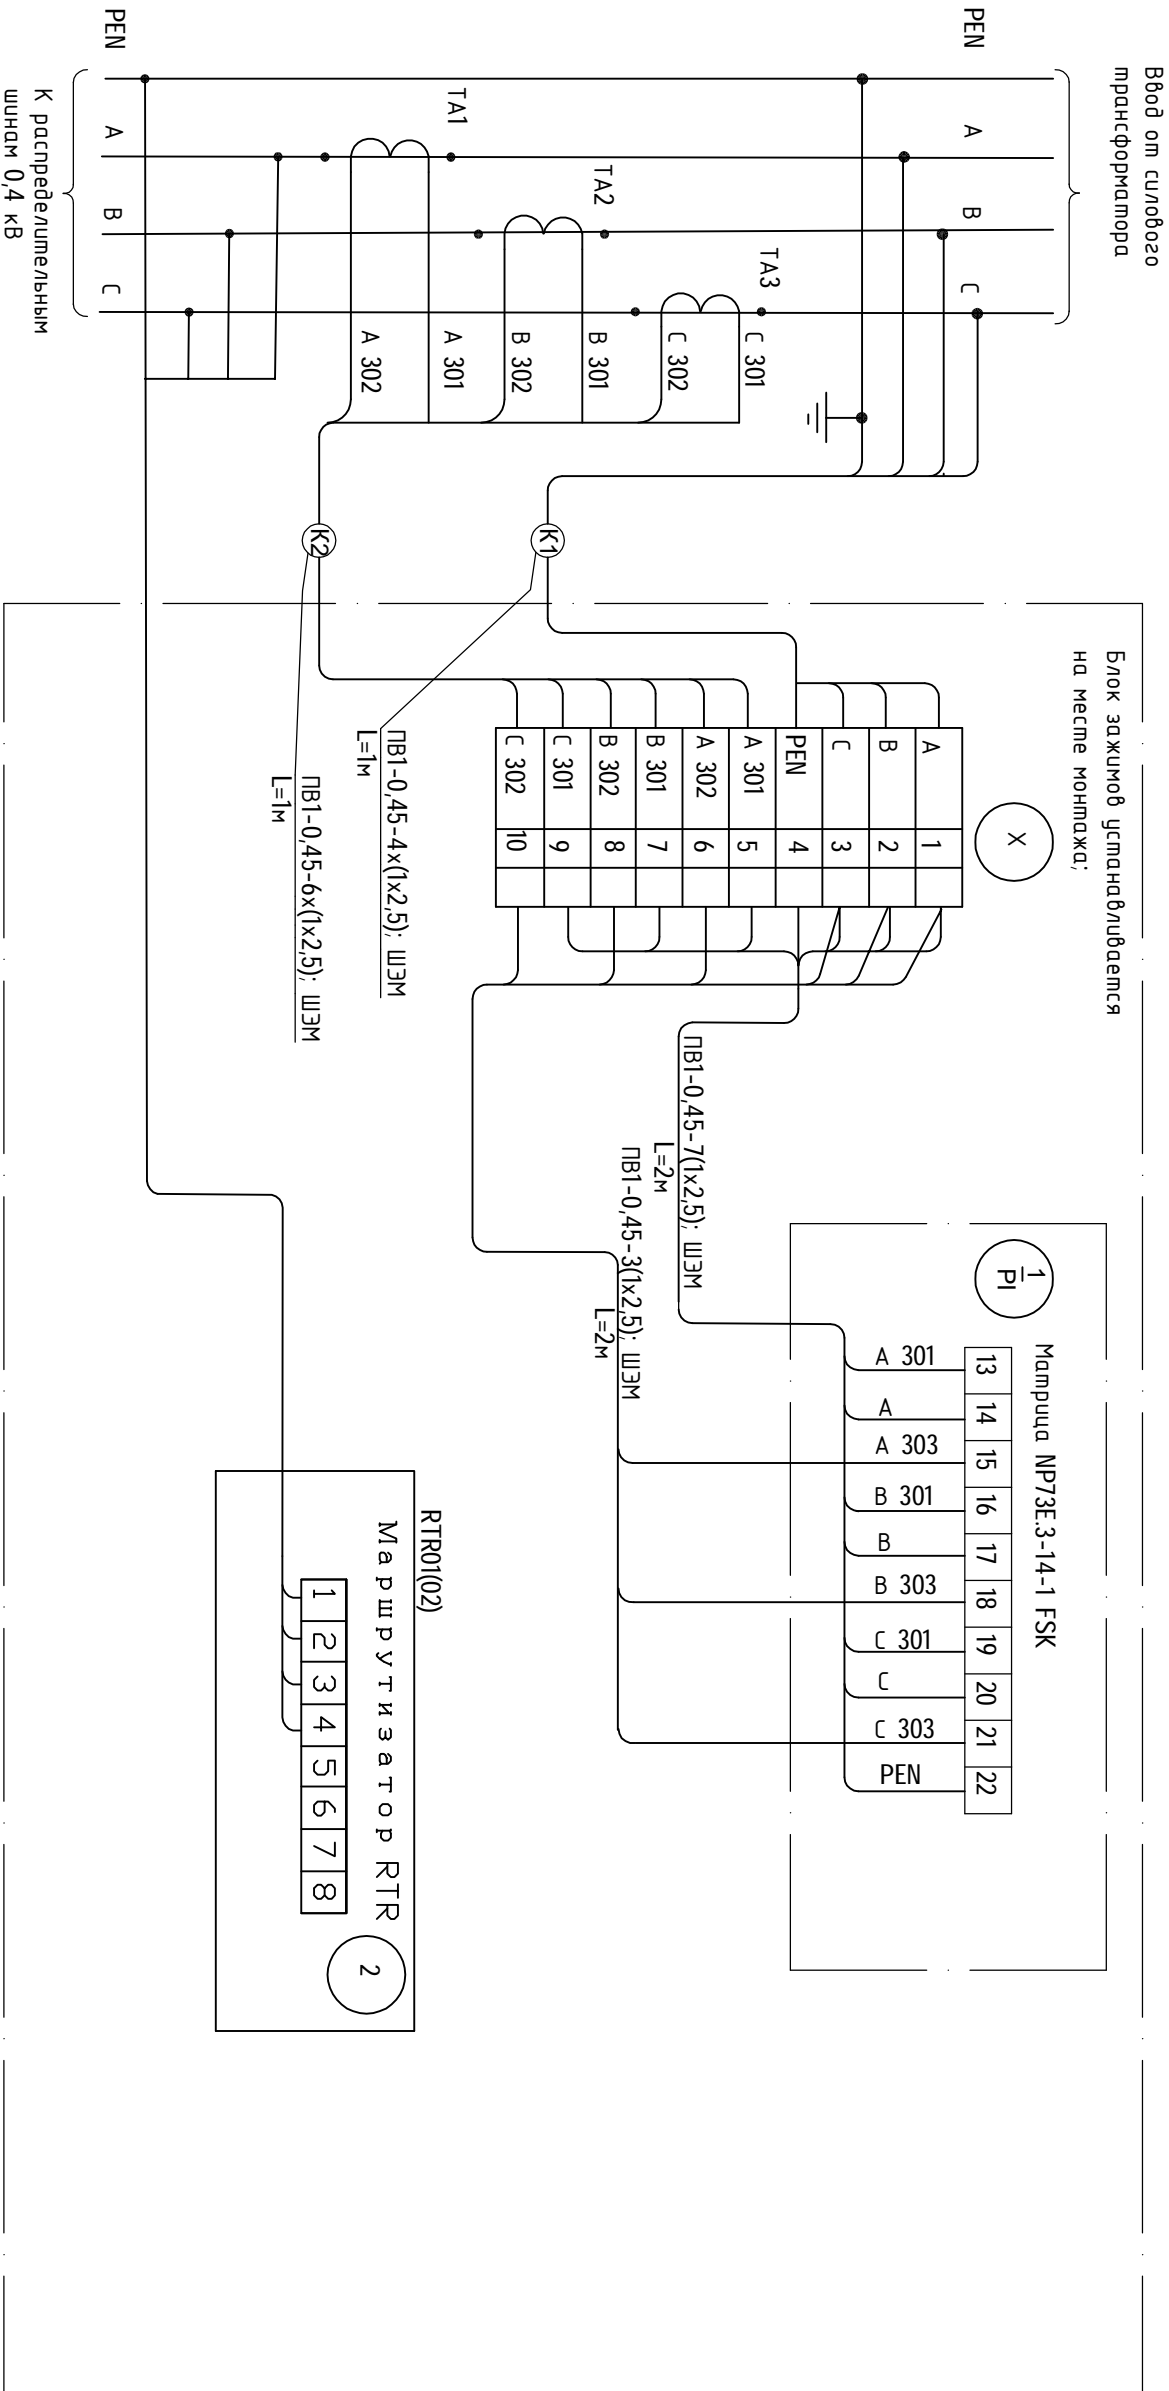 Ввод от силового
трансформатора
PEN
A
B
C
TA1
TA2
TA3
PEN
A
B
C
К распределительным
шинам 0,4 кВ
C 301
C 302
B 301
B 302
A 301
A 302
K1
K2
Блок зажимов устанавливается
на месте монтажа;
X
A 1
B 2
C 3
PEN 4
A 301 5
A 302 6
B 301 7
B 302 8
C 301 9
C 302 10
ПВ1-0,45-4x(1x2,5); ШЭМ
L=1м
ПВ1-0,45-6x(1x2,5); ШЭМ
L=1м
ПВ1-0,45-7(1x2,5); ШЭМ
L=2м
ПВ1-0,45-3(1x2,5); ШЭМ
L=2м
1
PI
Матрица NP73E.3-14-1 FSK
13 14 15 16 17 18 19 20 21 22
A 301
A
A 303
B 301
B
B 303
C 301
C
C 303
PEN
RTR01(02)
Маршрутизатор RTR
1 2 3 4 5 6 7 8
2